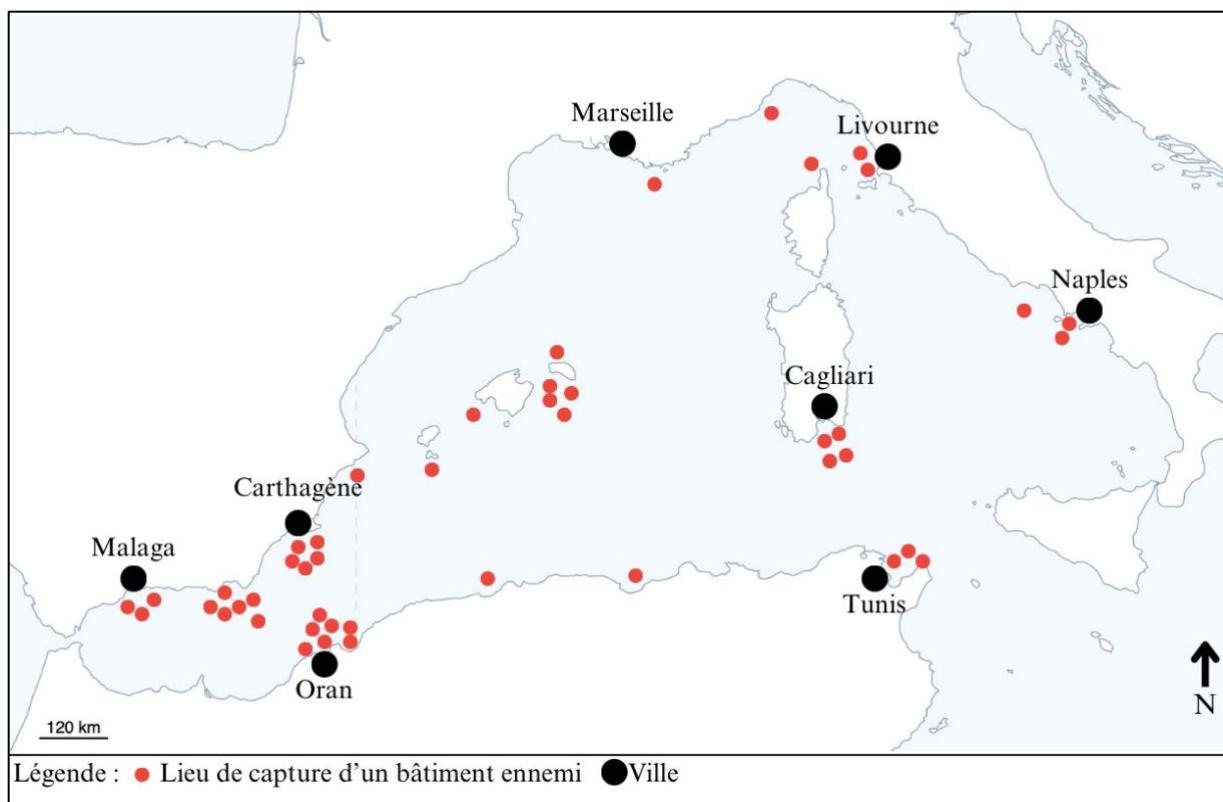 Marseille
Livourne
Naples
Cagliari
Carthagène
Malaga
Tunis
Oran
N
120 km
Légende : Lieu de capture d’un bâtiment ennemi Ville